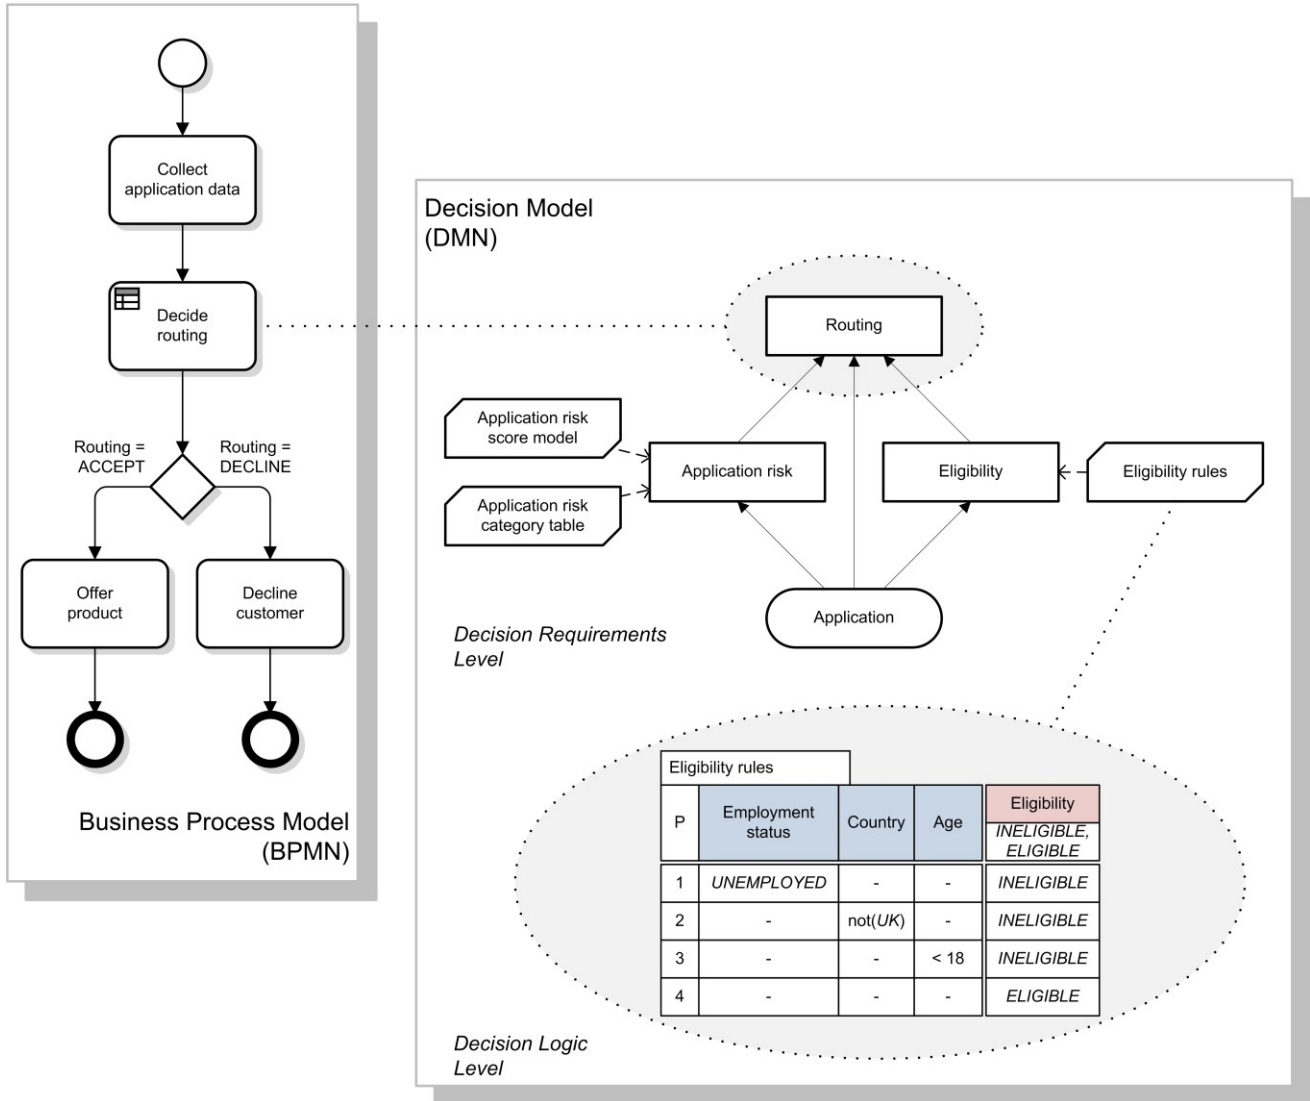 Collect
application data
Decide
routing
Routing =
ACCEPT
Routing =
DECLINE
Offer
product
Decline
customer
Business Process Model
(BPMN)
Decision Model
(DMN)
Routing
Application risk
score model
Application risk
category table
Application risk
Eligibility
Eligibility rules
Application
Decision Requirements
Level
Eligibility rules
P
Employment
status
Country
Age
Eligibility
INELIGIBLE,
ELIGIBLE
1 UNEMPLOYED - - INELIGIBLE
2 - not(UK) - INELIGIBLE
3 - - < 18 INELIGIBLE
4 - - - ELIGIBLE
Decision Logic
Level